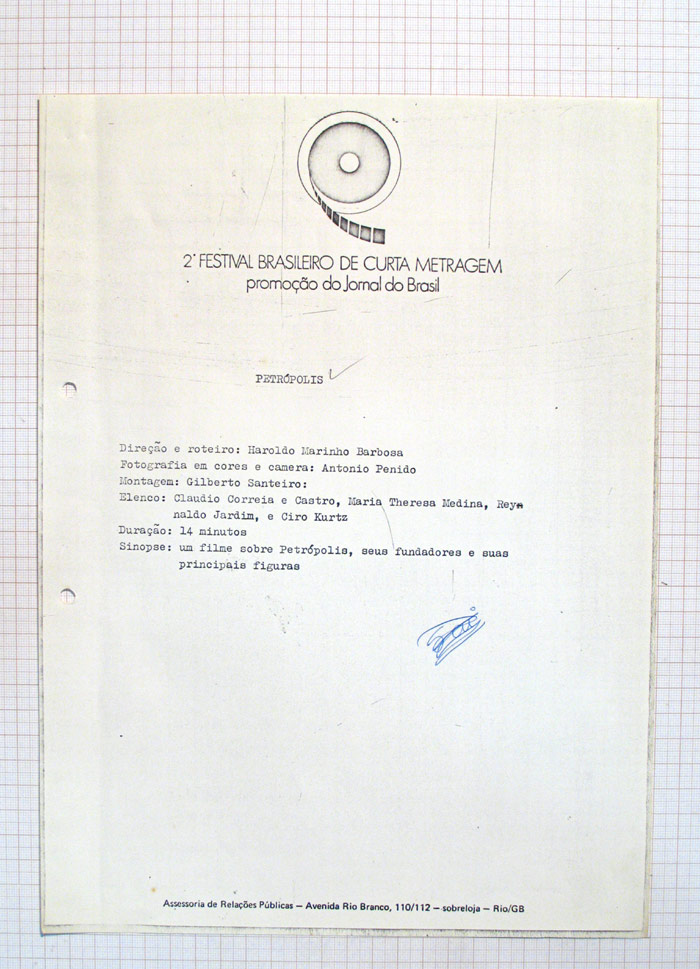 2º FESTIVAL BRASILEIRO DE CURTA METRAGEM
promoção do Jornal do Brasil
PETRÓPOLIS
Direção e roteiro: Haroldo Marinho Barbosa
Fotografia em cores e camera: Antonio Penido
Montagem: Gilberto Santeiro:
Elenco: Claudio Correia e Castro, Maria Theresa Medina, Rey
naldo Jardim, e Ciro Kurtz
Duração: 14 minutos
Sinopse: um filme sobre Petrópolis, seus fundadores e suas
principais figuras
Assessoria de Relações Públicas — Avenida Rio Branco, 110/112 — sobreloja — Rio/GB